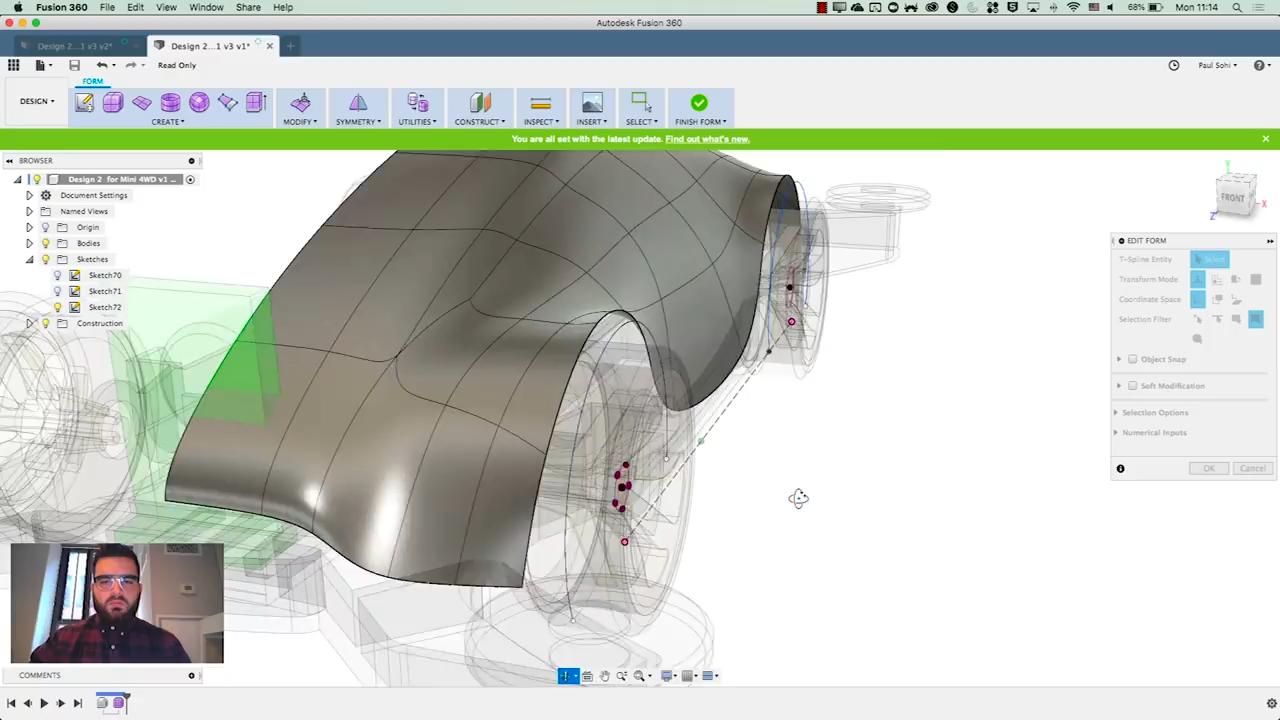 Fusion 360 File Edit View Window Share Help
68% Mon 11:14
Autodesk Fusion 360
Design 2...1 v3 v2*
Design 2...1 v3 v1*
Read Only
Paul Sohi
FORM
DESIGN
CREATE
MODIFY
SYMMETRY
UTILITIES
CONSTRUCT
INSPECT
INSERT
SELECT
FINISH FORM
You are all set with the latest update. Find out what's new.
BROWSER
Design 2 for Mini 4WD v1 ...
Document Settings
Named Views
Origin
Bodies
Sketches
Sketch70
Sketch71
Sketch72
Construction
FRONT
Y
X
Z
EDIT FORM
T-Spline Entity Select
Transform Mode
Coordinate Space
Selection Filter
Object Snap
Soft Modification
Selection Options
Numerical Inputs
OK Cancel
COMMENTS